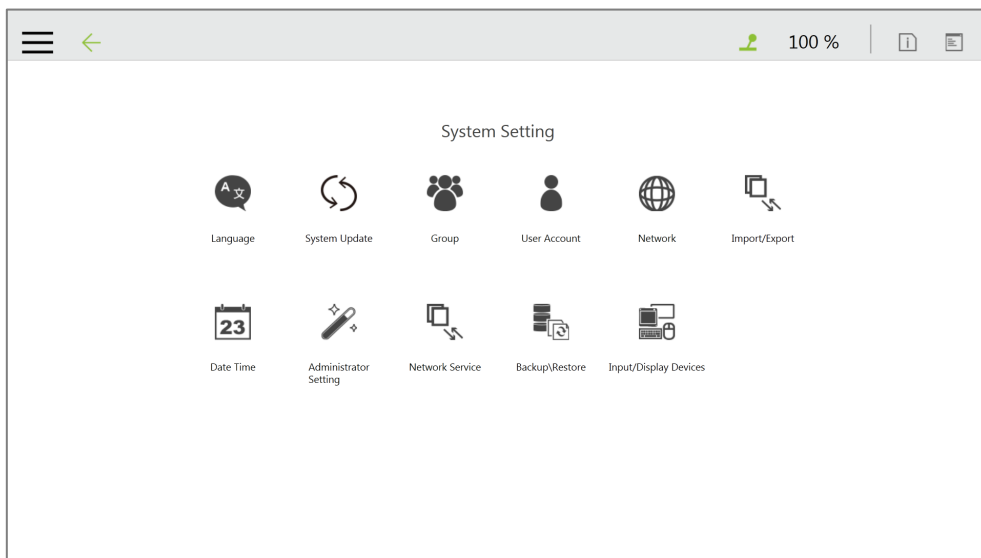 100 %
System Setting
A 文
Language
System Update
Group
User Account
Network
Import/Export
23
Date Time
Administrator
Setting
Network Service
Backup\Restore
Input/Display Devices